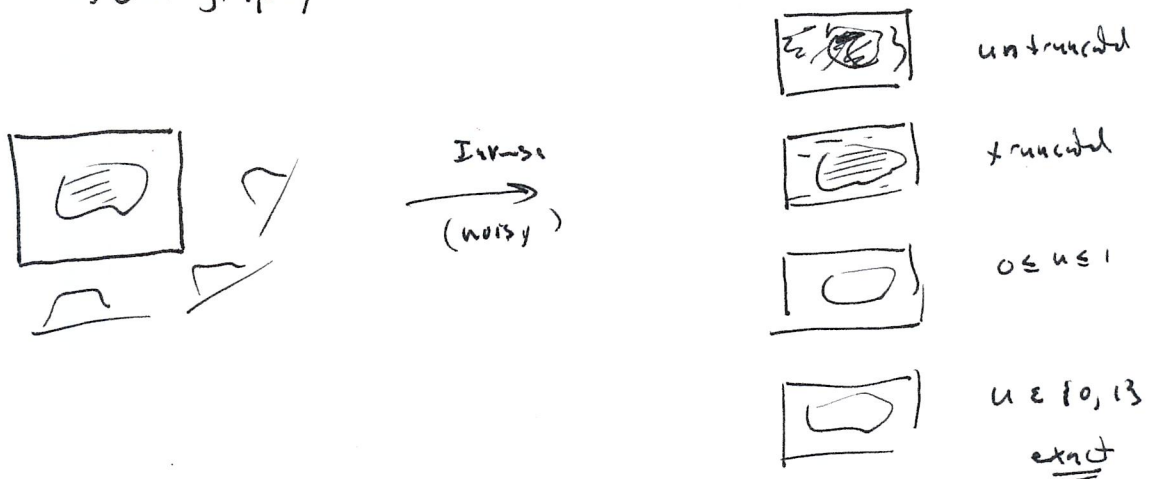 untruncated
Inverse
(noisy)
truncated
0 ≤ u ≤ 1
u ε {0, 1}
exact